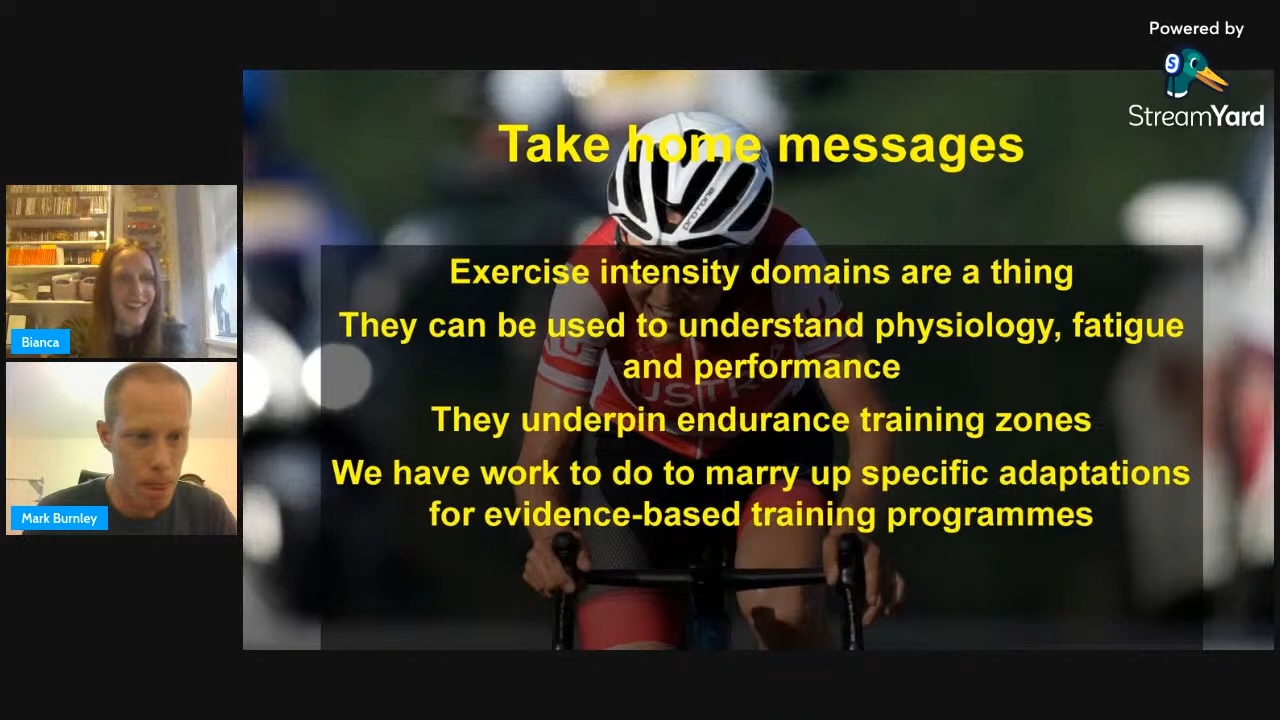 Powered by
S
StreamYard
Take home messages
PROTONE
Exercise intensity domains are a thing
They can be used to understand physiology, fatigue
and performance
They underpin endurance training zones
We have work to do to marry up specific adaptations
for evidence-based training programmes
Bianca
Mark Burnley